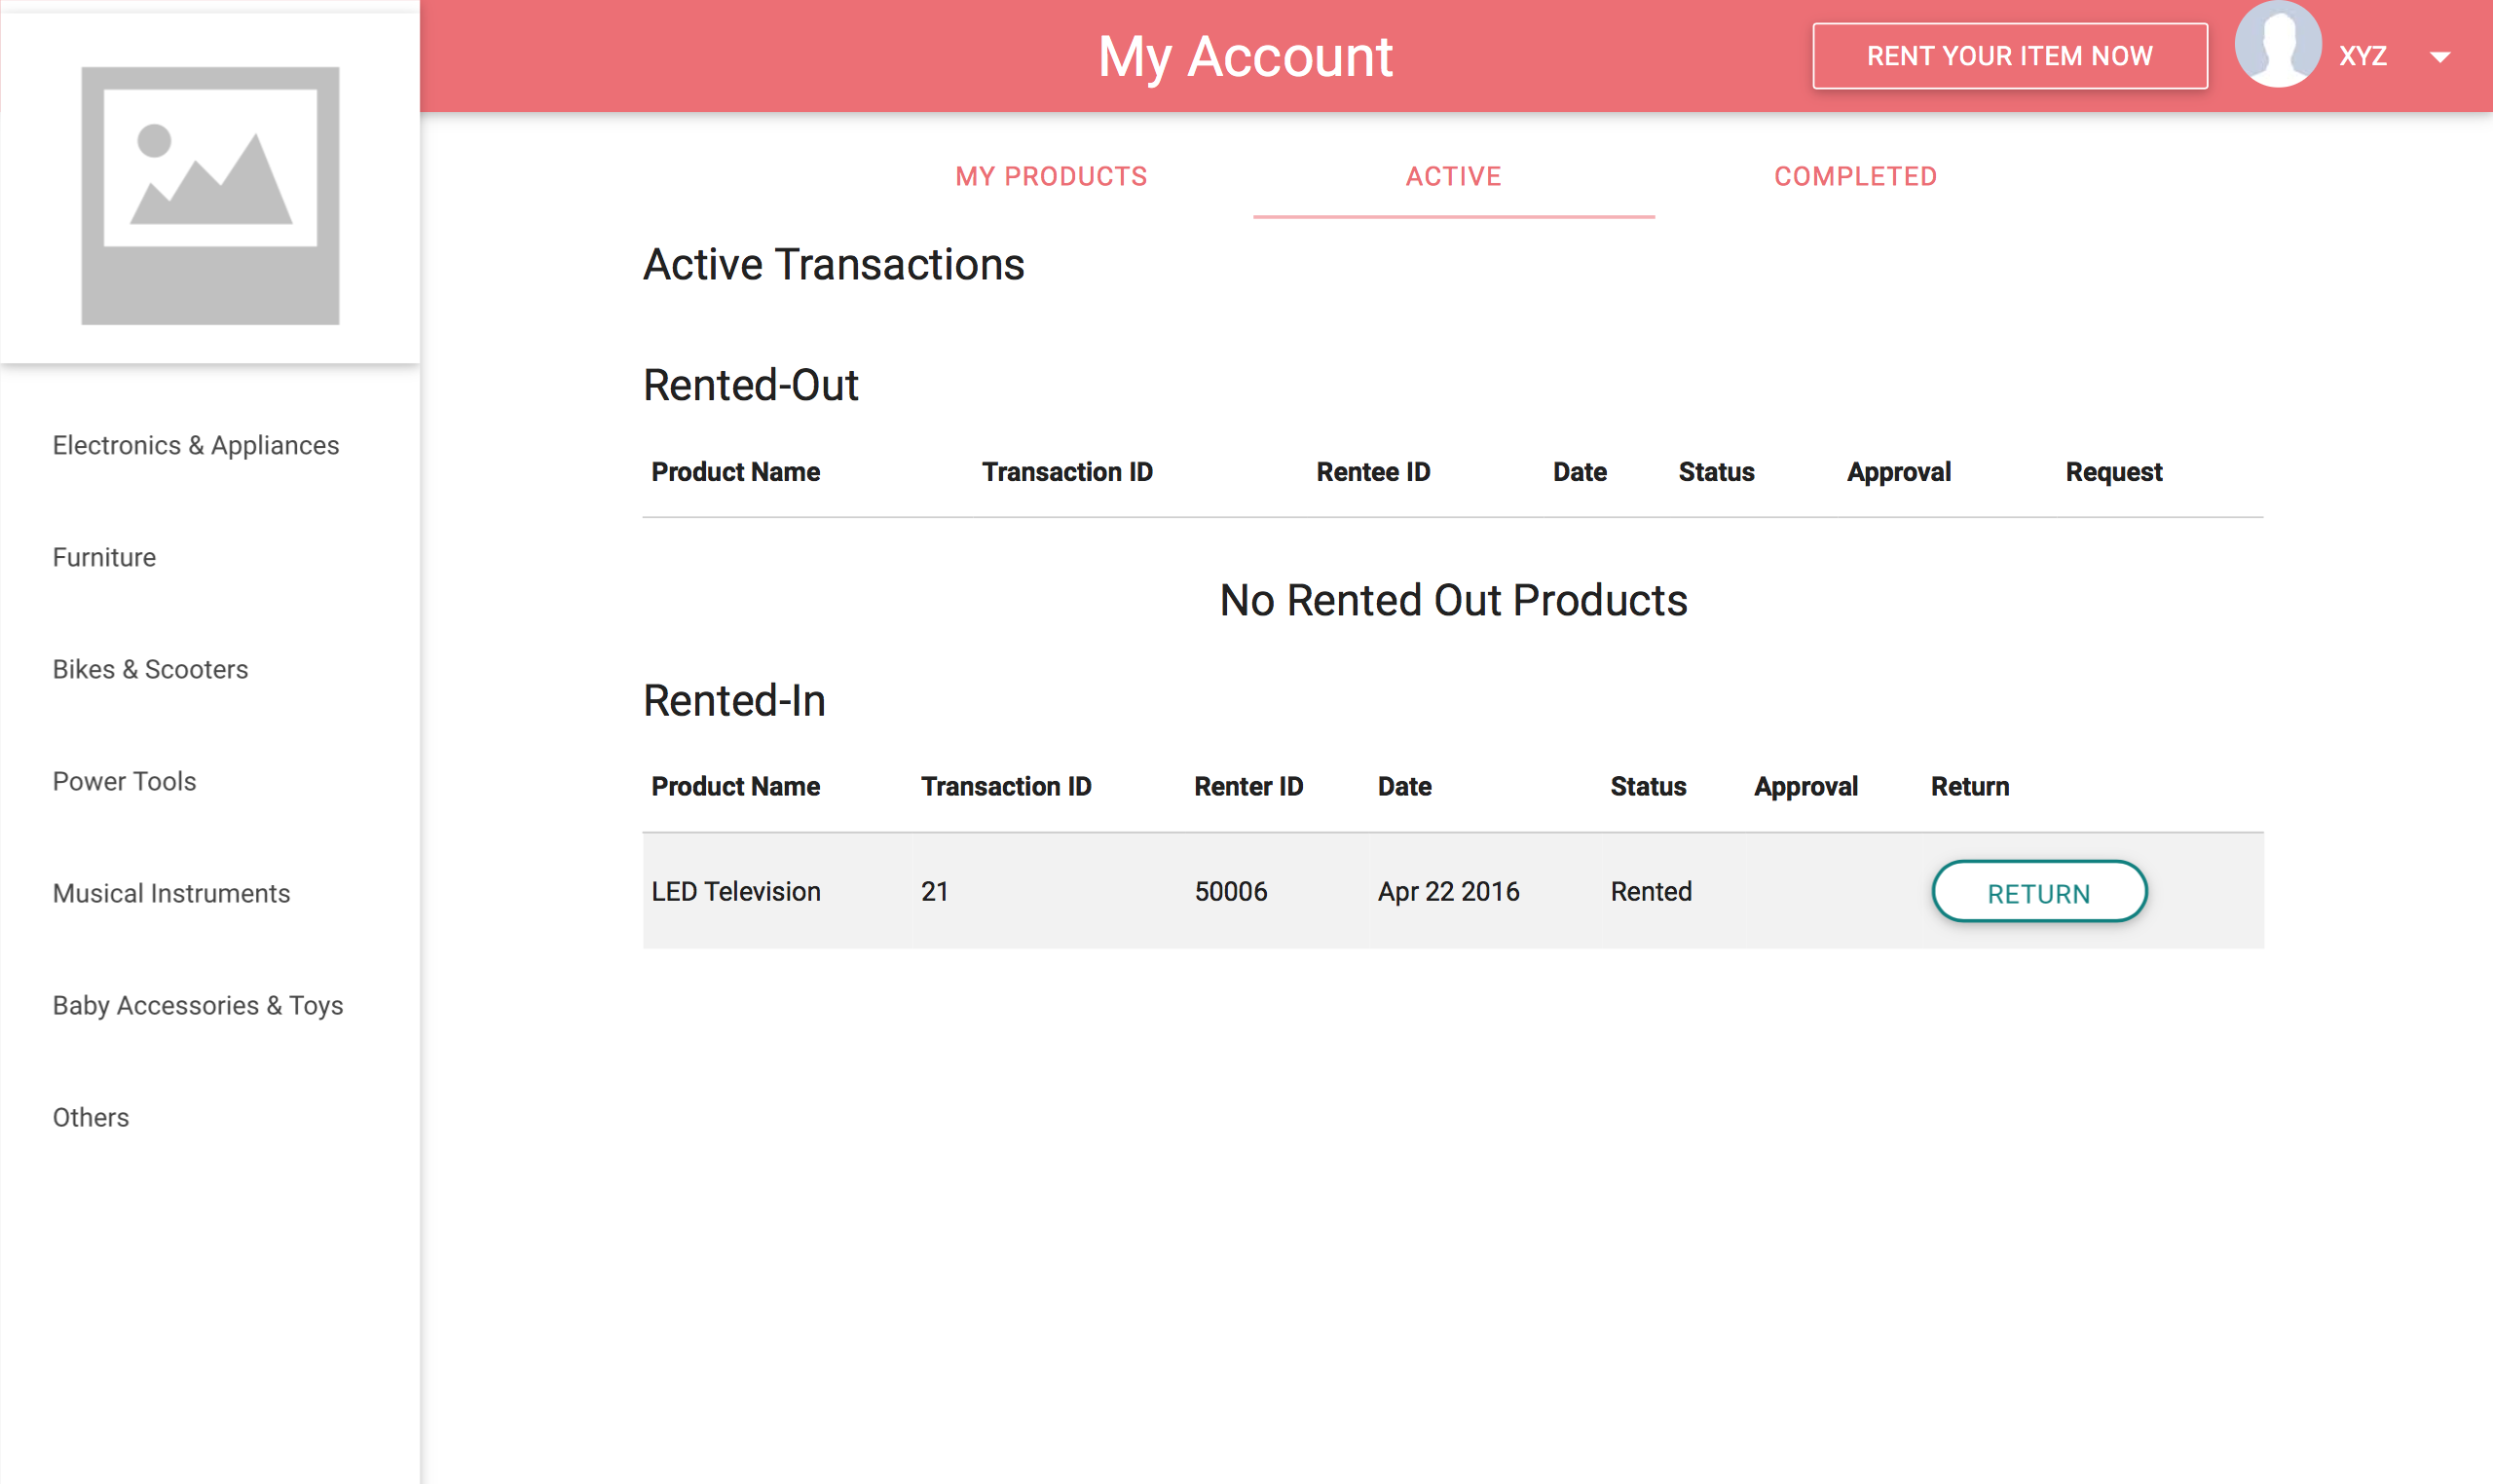 My Account
RENT YOUR ITEM NOW
XYZ
MY PRODUCTS
ACTIVE
COMPLETED
Electronics & Appliances
Furniture
Bikes & Scooters
Power Tools
Musical Instruments
Baby Accessories & Toys
Others
Active Transactions
Rented-Out
Product Name Transaction ID Rentee ID Date Status Approval Request
No Rented Out Products
Rented-In
Product Name Transaction ID Renter ID Date Status Approval Return
LED Television 21 50006 Apr 22 2016 Rented RETURN